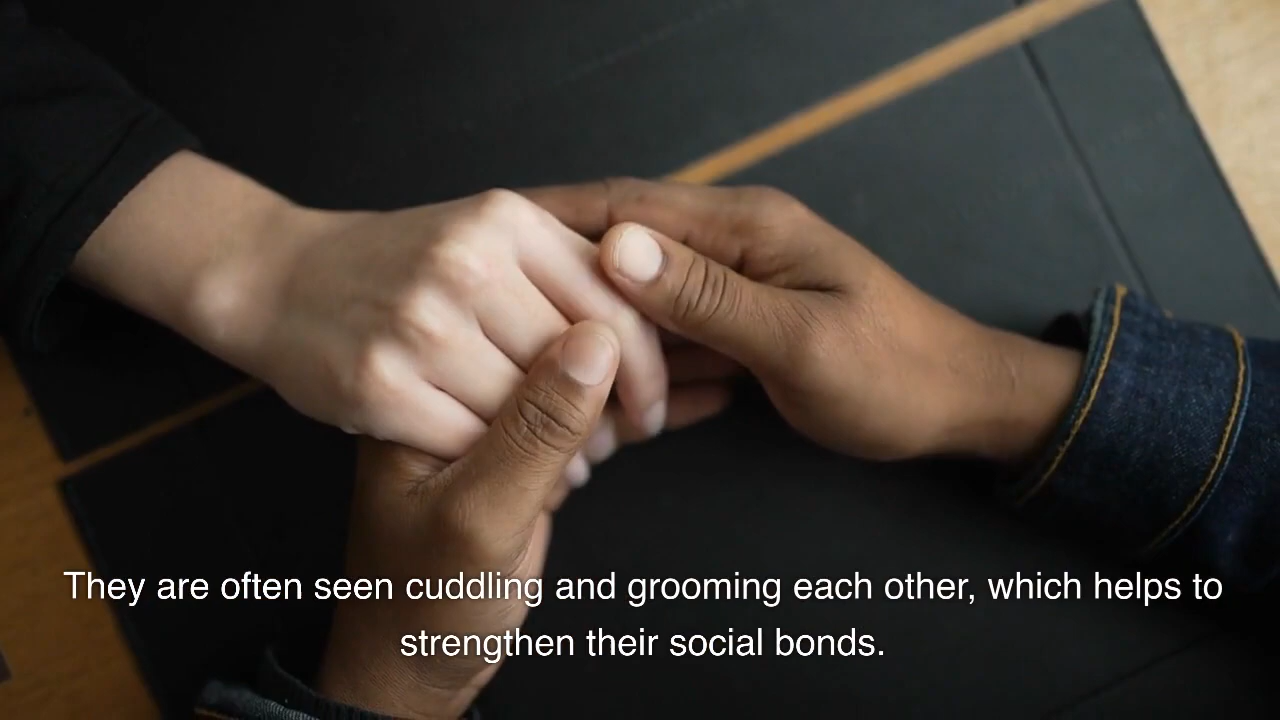 They are often seen cuddling and grooming each other, which helps to
strengthen their social bonds.